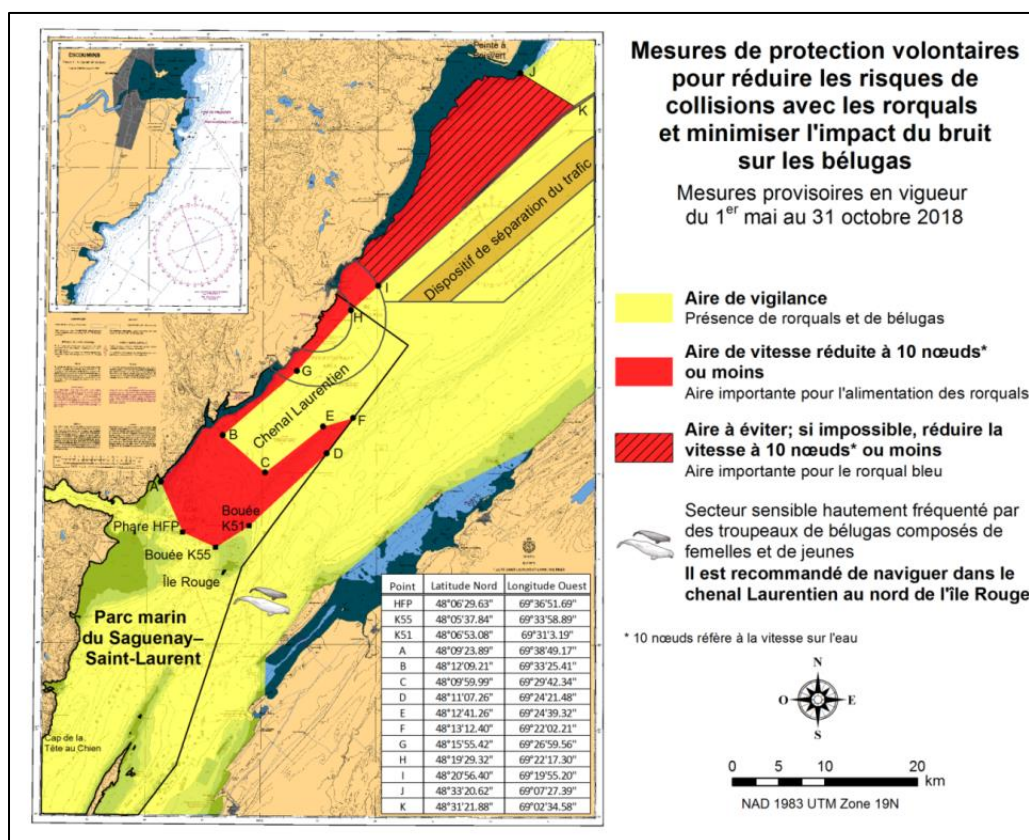 Mesures de protection volontaires
pour réduire les risques de
collisions avec les rorquals
et minimiser l'impact du bruit
sur les bélugas
Mesures provisoires en vigueur
du 1er mai au 31 octobre 2018
Aire de vigilance
Présence de rorquals et de bélugas
Aire de vitesse réduite à 10 nœuds*
ou moins
Aire importante pour l'alimentation des rorquals
Aire à éviter; si impossible, réduire la
vitesse à 10 nœuds* ou moins
Aire importante pour le rorqual bleu
Secteur sensible hautement fréquenté par
des troupeaux de bélugas composés de
femelles et de jeunes
Il est recommandé de naviguer dans le
chenal Laurentien au nord de l'île Rouge
* 10 nœuds réfère à la vitesse sur l'eau
N
O
E
S
0 5 10 20
km
NAD 1983 UTM Zone 19N
Pointe à
J
K
Dispositif de séparation du trafic
I
H
G
Chenal Laurentien
F
E
B
D
C
Bouée
K51
Phare HFP
Bouée K55
Île Rouge
Parc marin
du Saguenay–
Saint-Laurent
Cap de la
Tête au Chien
Point Latitude Nord Longitude Ouest
HFP 48°06'29.63" 69°36'51.69"
K55 48°05'37.84" 69°33'58.89"
K51 48°06'53.08" 69°31'3.19"
A 48°09'23.89" 69°38'49.17"
B 48°12'09.21" 69°33'25.41"
C 48°09'59.99" 69°29'42.34"
D 48°11'07.26" 69°24'21.48"
E 48°12'41.26" 69°24'39.32"
F 48°13'12.40" 69°22'02.21"
G 48°15'55.42" 69°26'59.56"
H 48°19'29.32" 69°22'17.30"
I 48°20'56.40" 69°19'55.20"
J 48°33'20.62" 69°07'27.39"
K 48°31'21.88" 69°02'34.58"